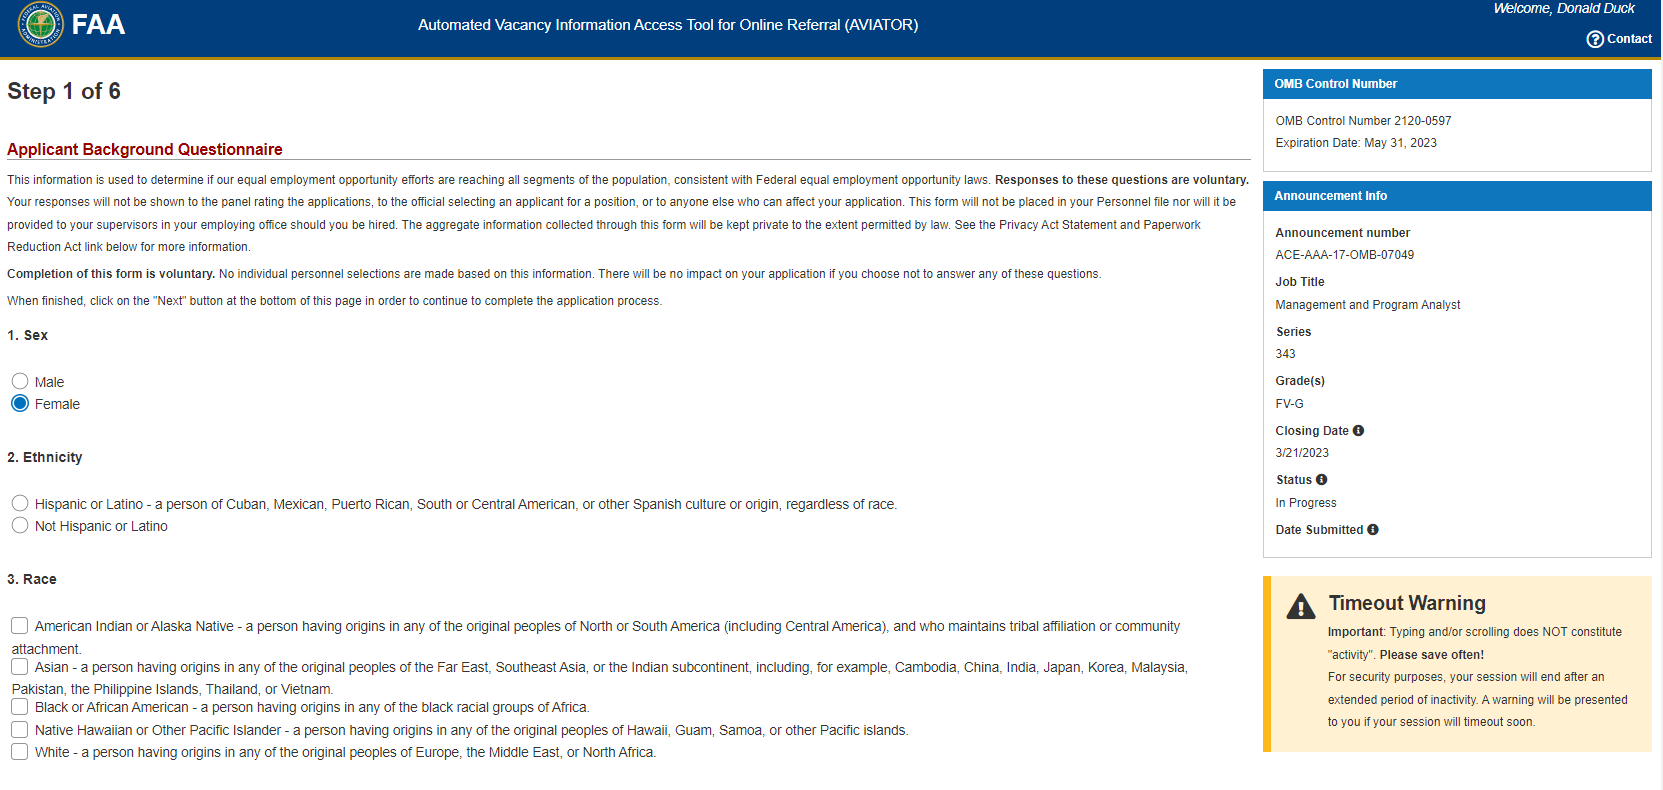 FAA
Automated Vacancy Information Access Tool for Online Referral (AVIATOR)
Welcome, Donald Duck
Contact
Step 1 of 6
Applicant Background Questionnaire
This information is used to determine if our equal employment opportunity efforts are reaching all segments of the population, consistent with Federal equal employment opportunity laws. Responses to these questions are voluntary.
Your responses will not be shown to the panel rating the applications, to the official selecting an applicant for a position, or to anyone else who can affect your application. This form will not be placed in your Personnel file nor will it be
provided to your supervisors in your employing office should you be hired. The aggregate information collected through this form will be kept private to the extent permitted by law. See the Privacy Act Statement and Paperwork
Reduction Act link below for more information.
Completion of this form is voluntary. No individual personnel selections are made based on this information. There will be no impact on your application if you choose not to answer any of these questions.
When finished, click on the "Next" button at the bottom of this page in order to continue to complete the application process.
1. Sex
Male
Female
2. Ethnicity
Hispanic or Latino - a person of Cuban, Mexican, Puerto Rican, South or Central American, or other Spanish culture or origin, regardless of race.
Not Hispanic or Latino
3. Race
American Indian or Alaska Native - a person having origins in any of the original peoples of North or South America (including Central America), and who maintains tribal affiliation or community
attachment.
Asian - a person having origins in any of the original peoples of the Far East, Southeast Asia, or the Indian subcontinent, including, for example, Cambodia, China, India, Japan, Korea, Malaysia,
Pakistan, the Philippine Islands, Thailand, or Vietnam.
Black or African American - a person having origins in any of the black racial groups of Africa.
Native Hawaiian or Other Pacific Islander - a person having origins in any of the original peoples of Hawaii, Guam, Samoa, or other Pacific islands.
White - a person having origins in any of the original peoples of Europe, the Middle East, or North Africa.
OMB Control Number
OMB Control Number 2120-0597
Expiration Date: May 31, 2023
Announcement Info
Announcement number
ACE-AAA-17-OMB-07049
Job Title
Management and Program Analyst
Series
343
Grade(s)
FV-G
Closing Date
3/21/2023
Status
In Progress
Date Submitted
Timeout Warning
Important: Typing and/or scrolling does NOT constitute
"activity". Please save often!
For security purposes, your session will end after an
extended period of inactivity. A warning will be presented
to you if your session will timeout soon.